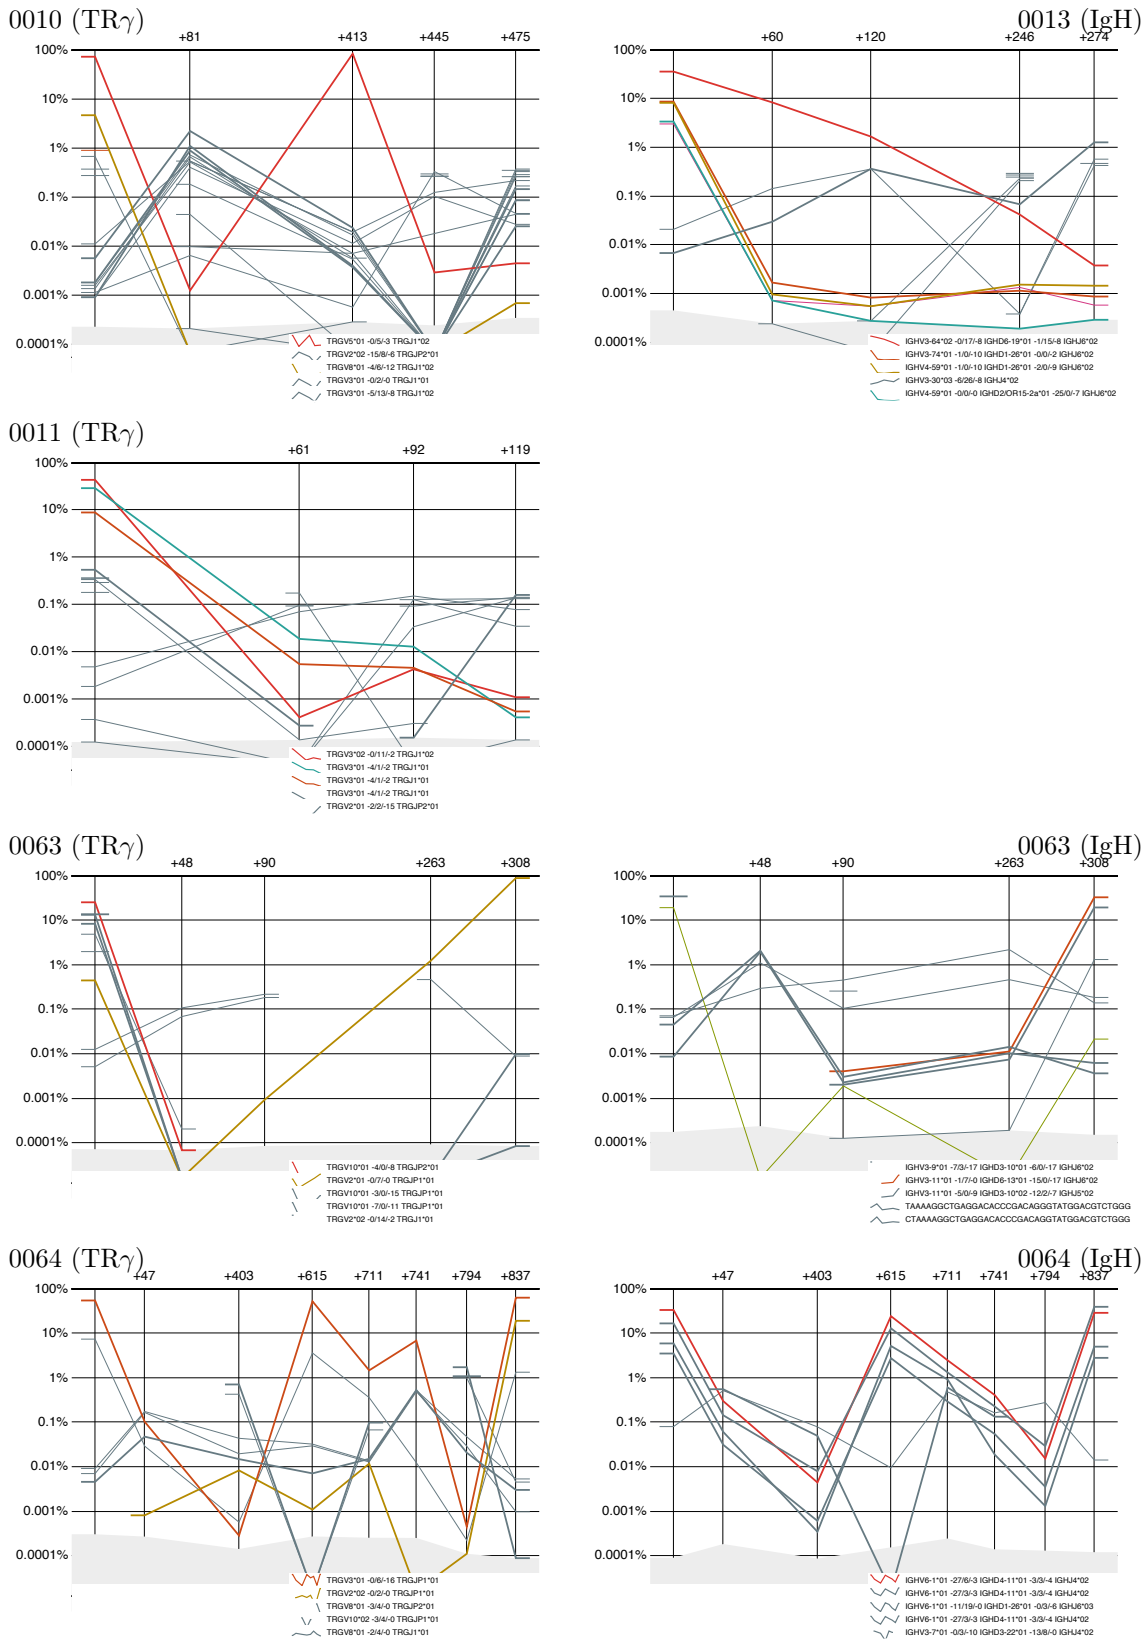 0010 (TRγ)
+81 +413 +445 +475
100%
10%
1%
0.1%
0.01%
0.001%
0.0001%
TRGV5*01 -0/5/-3 TRGJ1*02
TRGV2*02 -15/8/-6 TRGJP2*01
TRGV8*01 -4/6/-12 TRGJ1*02
TRGV3*01 -0/2/-0 TRGJ1*01
TRGV3*01 -5/13/-8 TRGJ1*02
0013 (IgH)
+60 +120 +246 +274
100%
10%
1%
0.1%
0.01%
0.001%
0.0001%
IGHV3-64*02 -0/17/-8 IGHD6-19*01 -1/15/-8 IGHJ6*02
IGHV3-74*01 -1/0/-10 IGHD1-26*01 -0/0/-2 IGHJ6*02
IGHV4-59*01 -1/0/-10 IGHD1-26*01 -2/0/-9 IGHJ6*02
IGHV3-30*03 -6/26/-8 IGHJ4*02
IGHV4-59*01 -0/0/-0 IGHD2/OR15-2a*01 -25/0/-7 IGHJ6*02
0011 (TRγ)
+61 +92 +119
100%
10%
1%
0.1%
0.01%
0.001%
0.0001%
TRGV3*02 -0/11/-2 TRGJ1*02
TRGV3*01 -4/1/-2 TRGJ1*01
TRGV3*01 -4/1/-2 TRGJ1*01
TRGV3*01 -4/1/-2 TRGJ1*01
TRGV2*01 -2/2/-15 TRGJP2*01
0063 (TRγ)
+48 +90 +263 +308
100%
10%
1%
0.1%
0.01%
0.001%
0.0001%
TRGV10*01 -4/0/-8 TRGJP2*01
TRGV2*01 -0/7/-0 TRGJP1*01
TRGV10*01 -3/0/-15 TRGJP1*01
TRGV10*01 -7/0/-11 TRGJP1*01
TRGV2*02 -0/14/-2 TRGJ1*01
0063 (IgH)
+48 +90 +263 +308
100%
10%
1%
0.1%
0.01%
0.001%
0.0001%
IGHV3-9*01 -7/3/-17 IGHD3-10*01 -6/0/-17 IGHJ6*02
IGHV3-11*01 -1/7/-0 IGHD6-13*01 -15/0/-17 IGHJ6*02
IGHV3-11*01 -5/0/-9 IGHD3-10*02 -12/2/-7 IGHJ5*02
TAAAAGGCTGAGGACACCCGACAGGGTATGGACGTCTGGG
CTAAAAGGCTGAGGACACCCGACAGGTATGGACGTCTGGG
0064 (TRγ)
+47 +403 +615 +711 +741 +794 +837
100%
10%
1%
0.1%
0.01%
0.001%
0.0001%
TRGV3*01 -0/6/-16 TRGJP1*01
TRGV2*02 -0/2/-0 TRGJP1*01
TRGV8*01 -3/4/-0 TRGJP2*01
TRGV10*02 -3/4/-0 TRGJP1*01
TRGV8*01 -2/4/-0 TRGJ1*01
0064 (IgH)
+47 +403 +615 +711 +741 +794 +837
100%
10%
1%
0.1%
0.01%
0.001%
0.0001%
IGHV6-1*01 -27/6/-3 IGHD4-11*01 -3/3/-4 IGHJ4*02
IGHV6-1*01 -27/3/-3 IGHD4-11*01 -3/3/-4 IGHJ4*02
IGHV6-1*01 -11/19/-0 IGHD1-26*01 -0/3/-6 IGHJ6*03
IGHV6-1*01 -27/3/-3 IGHD4-11*01 -3/3/-4 IGHJ4*02
IGHV3-7*01 -0/3/-10 IGHD3-22*01 -13/8/-0 IGHJ4*02